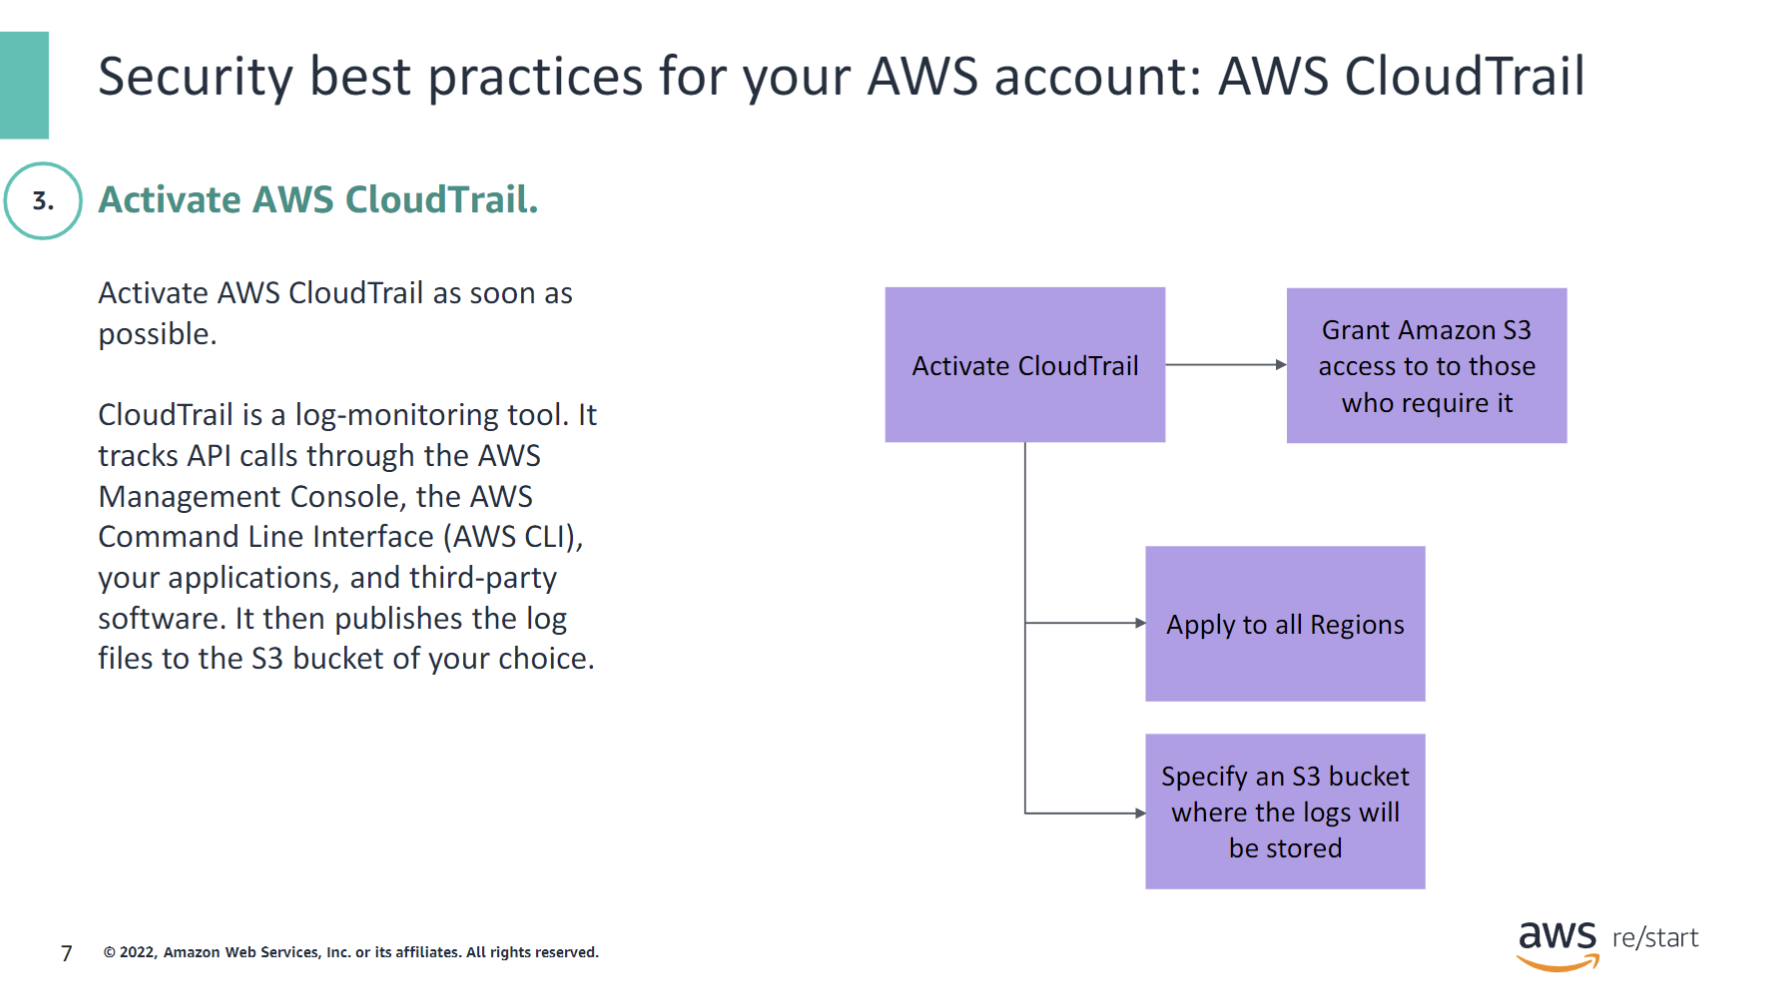 Security best practices for your AWS account: AWS CloudTrail
3.
Activate AWS CloudTrail.
Activate AWS CloudTrail as soon as
possible.
CloudTrail is a log-monitoring tool. It
tracks API calls through the AWS
Management Console, the AWS
Command Line Interface (AWS CLI),
your applications, and third-party
software. It then publishes the log
files to the S3 bucket of your choice.
Activate CloudTrail
Grant Amazon S3
access to to those
who require it
Apply to all Regions
Specify an S3 bucket
where the logs will
be stored
7
© 2022, Amazon Web Services, Inc. or its affiliates. All rights reserved.
aws re/start